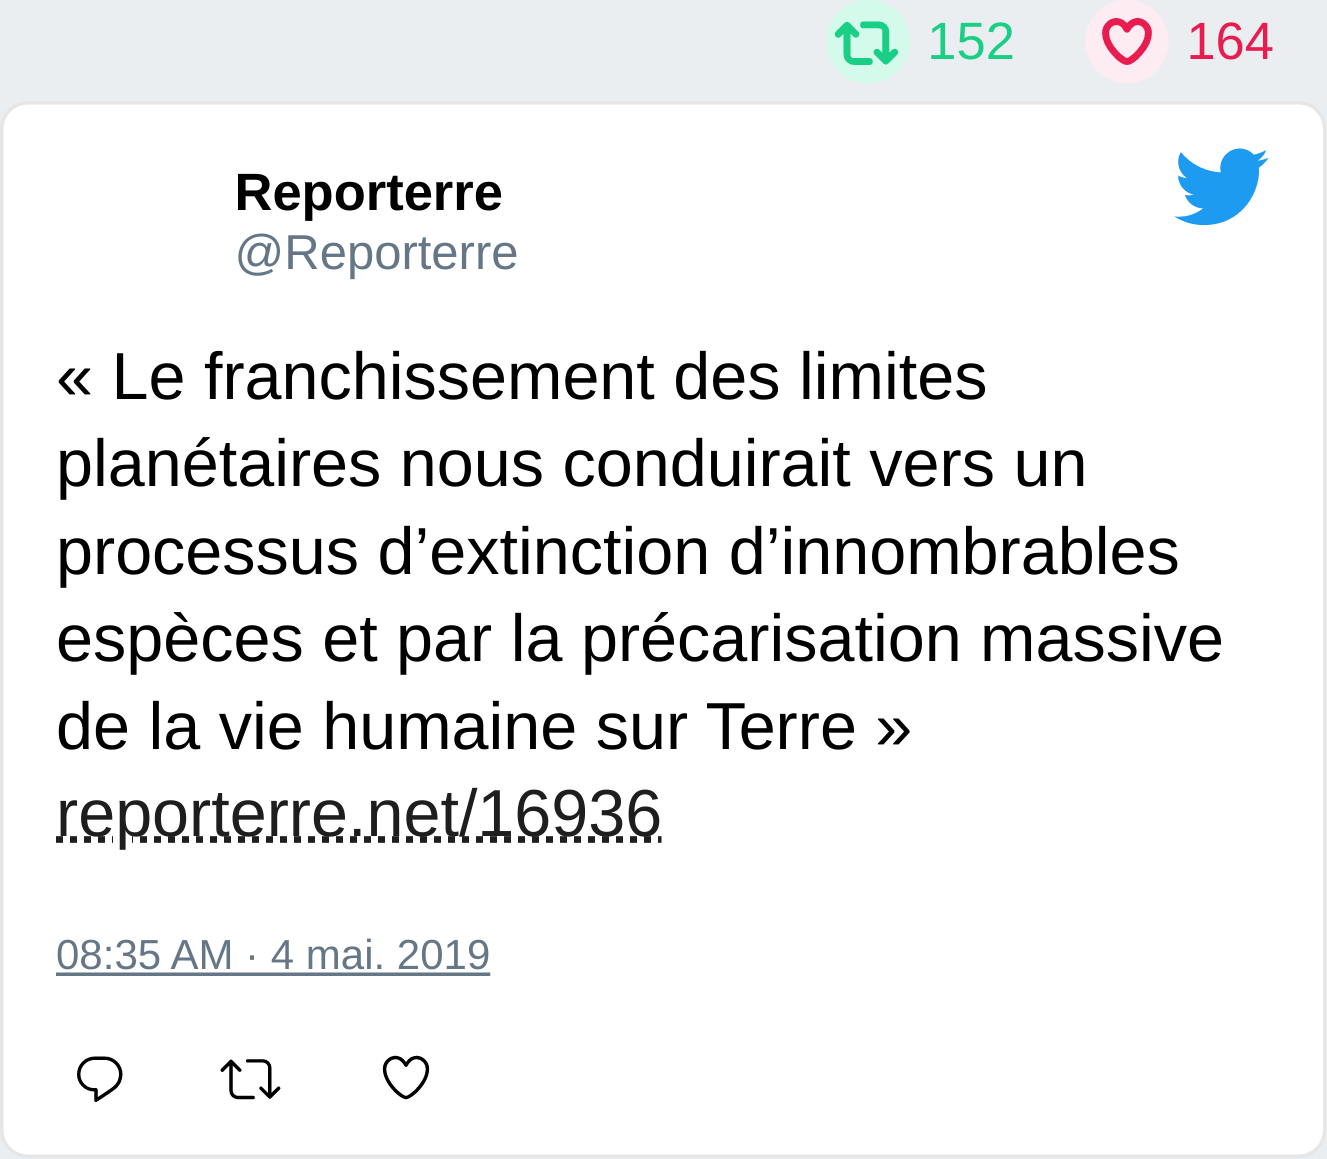 152 164
Reporterre
@Reporterre
« Le franchissement des limites
planétaires nous conduirait vers un
processus d’extinction d’innombrables
espèces et par la précarisation massive
de la vie humaine sur Terre »
reporterre.net/16936
08:35 AM · 4 mai. 2019